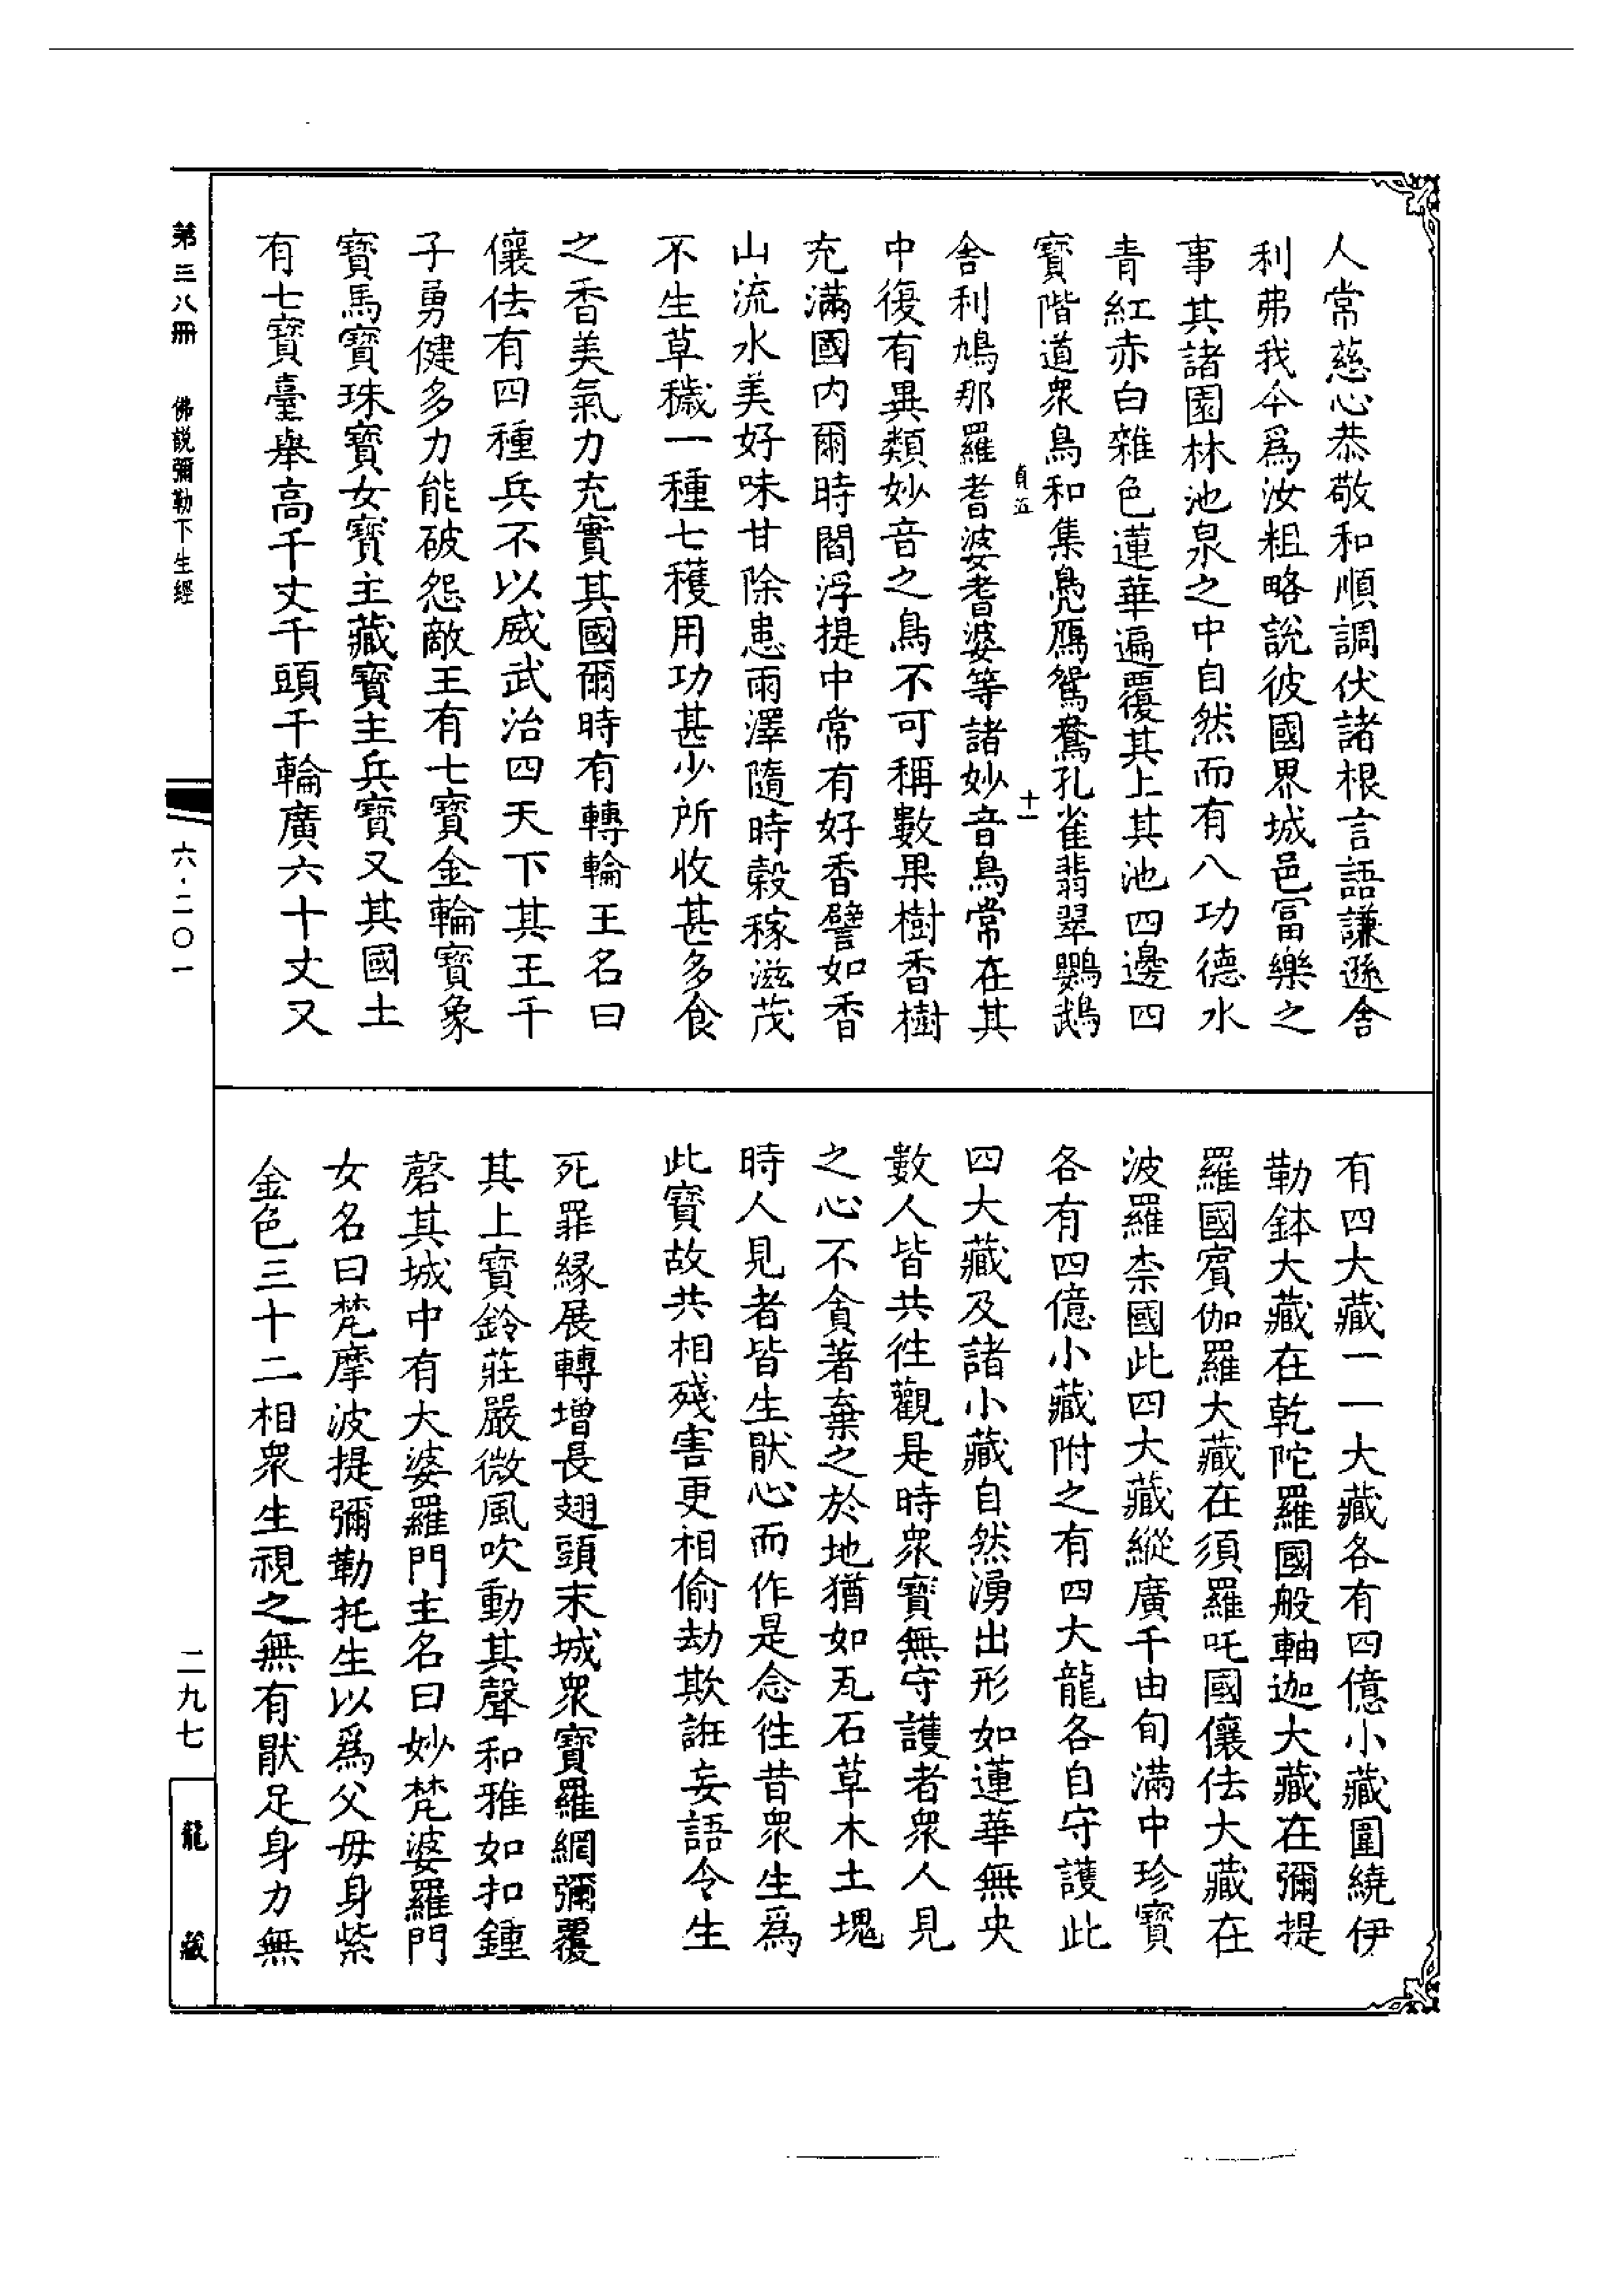 人常慈心恭敬和順調伏諸根言語謙遜舍
利弗我今爲汝粗略說彼國界城邑富樂之
事其諸園林池泉之中自然而有八功德水
青紅赤白雜色蓮華遍覆其上其池四邊四
寶階道衆鳥和集鳧鴈鴛鴦孔雀翡翠鸚鵡
貞五
十一
舍利鳩那羅耆婆耆婆等諸妙音鳥常在其
中復有異類妙音之鳥不可稱數果樹香樹
充滿國内爾時閻浮提中常有好香譬如香
山流水美好味甘除患雨澤隨時穀稼滋茂
不生草穢一種七穫用功甚少所收甚多食
之香美氣力充實其國爾時有轉輪王名曰
儴佉有四種兵不以威武治四天下其王千
子勇健多力能破怨敵王有七寶金輪寶象
寶馬寶珠寶女寶主藏寶主兵寶又其國土
有七寶臺舉高千丈千頭千輪廣六十丈又
有四大藏一一大藏各有四億小藏圍繞伊
勒鉢大藏在乾陀羅國般軸迦大藏在彌提
羅國賓伽羅大藏在須羅吒國儴佉大藏在
波羅柰國此四大藏縱廣千由旬滿中珍寶
各有四億小藏附之有四大龍各自守護此
四大藏及諸小藏自然湧出形如蓮華無央
數人皆共往觀是時衆寶無守護者衆人見
之心不貪著棄之於地猶如瓦石草木土塊
時人見者皆生猒心而作是念往昔衆生爲
此寶故共相殘害更相偷劫欺誑妄語令生
死罪緣展轉增長翅頭末城衆寶羅網彌覆
其上寶鈴莊嚴微風吹動其聲和雅如扣鍾
磬其城中有大婆羅門主名曰妙梵婆羅門
女名曰梵摩波提彌勒托生以爲父母身紫
金色三十二相衆生視之無有猒足身力無
第三八冊
佛說彌勒下生經
六·二〇一
二九七
龍藏